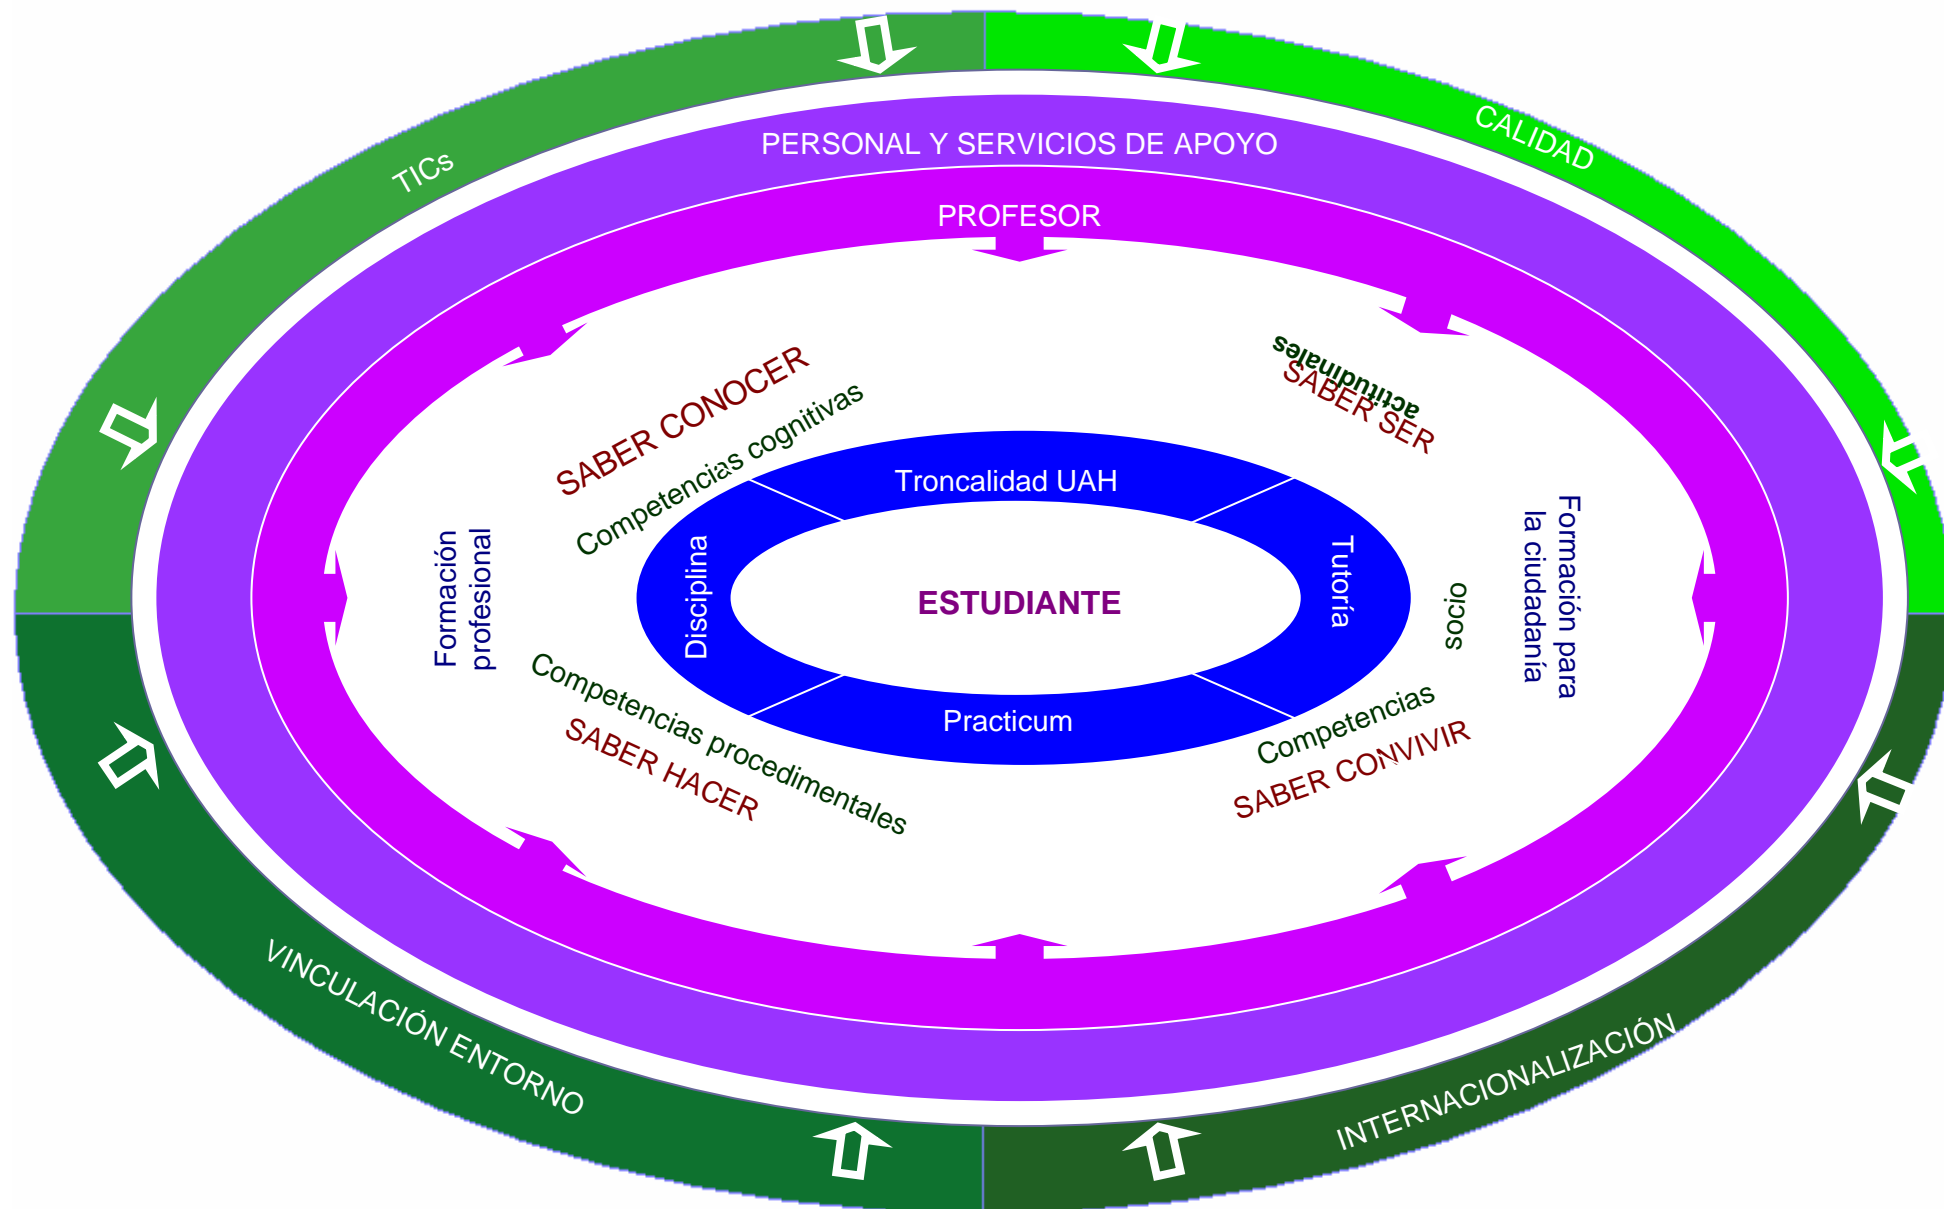 TICs
CALIDAD
PERSONAL Y SERVICIOS DE APOYO
PROFESOR
SABER CONOCER
Competencias cognitivas
actitudinales
SABER SER
Troncalidad UAH
Formación
profesional
Disciplina
ESTUDIANTE
Tutoría
socio
Formación para
la ciudadanía
Competencias procedimentales
SABER HACER
Practicum
Competencias
SABER CONVIVIR
VINCULACIÓN ENTORNO
INTERNACIONALIZACIÓN